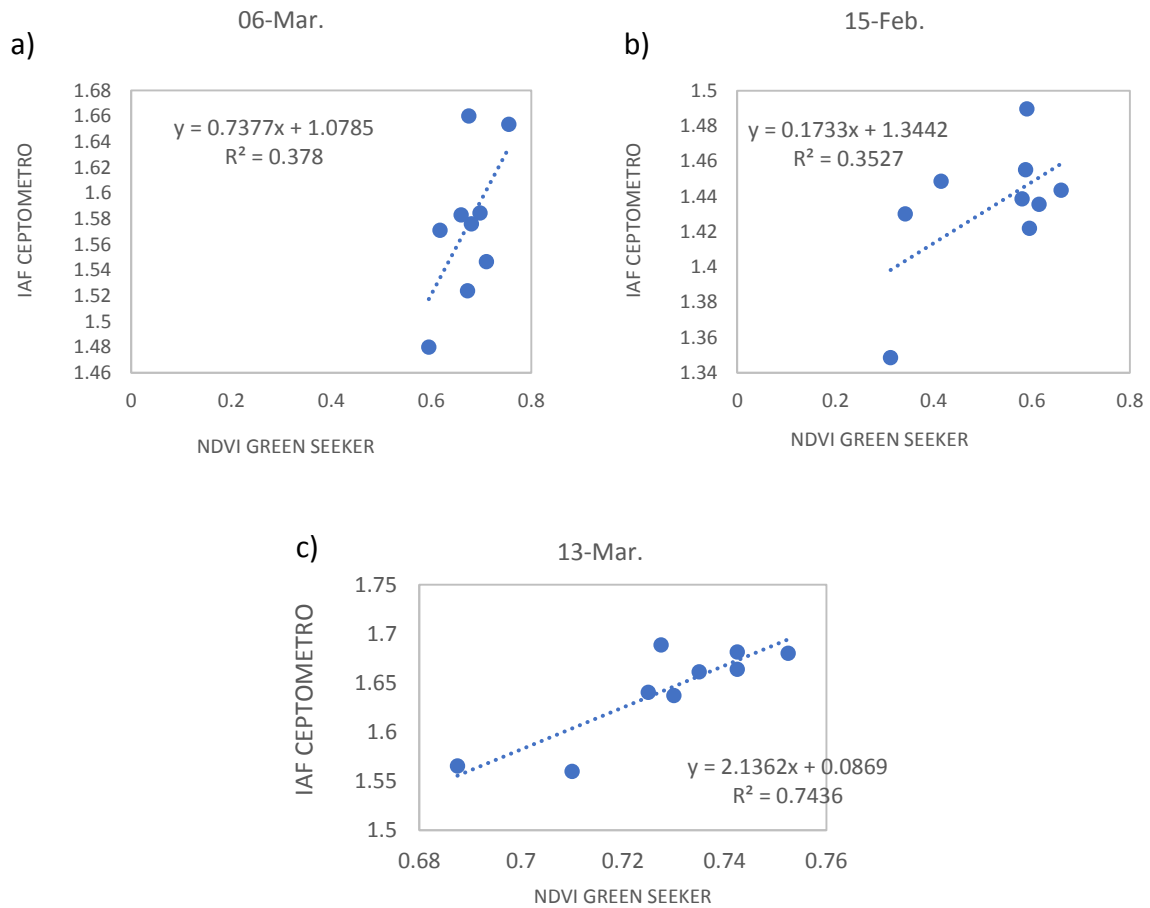 06-Mar.
a)
1.68
1.66
1.64
1.62
1.6
1.58
1.56
1.54
1.52
1.5
1.48
1.46
0
0.2
0.4
0.6
0.8
y = 0.7377x + 1.0785
R² = 0.378
IAF CEPTOMETRO
NDVI GREEN SEEKER
15-Feb.
b)
1.5
1.48
1.46
1.44
1.42
1.4
1.38
1.36
1.34
0
0.2
0.4
0.6
0.8
y = 0.1733x + 1.3442
R² = 0.3527
IAF CEPTOMETRO
NDVI GREEN SEEKER
c)
13-Mar.
1.75
1.7
1.65
1.6
1.55
1.5
0.68
0.7
0.72
0.74
0.76
y = 2.1362x + 0.0869
R² = 0.7436
IAF CEPTOMETRO
NDVI GREEN SEEKER